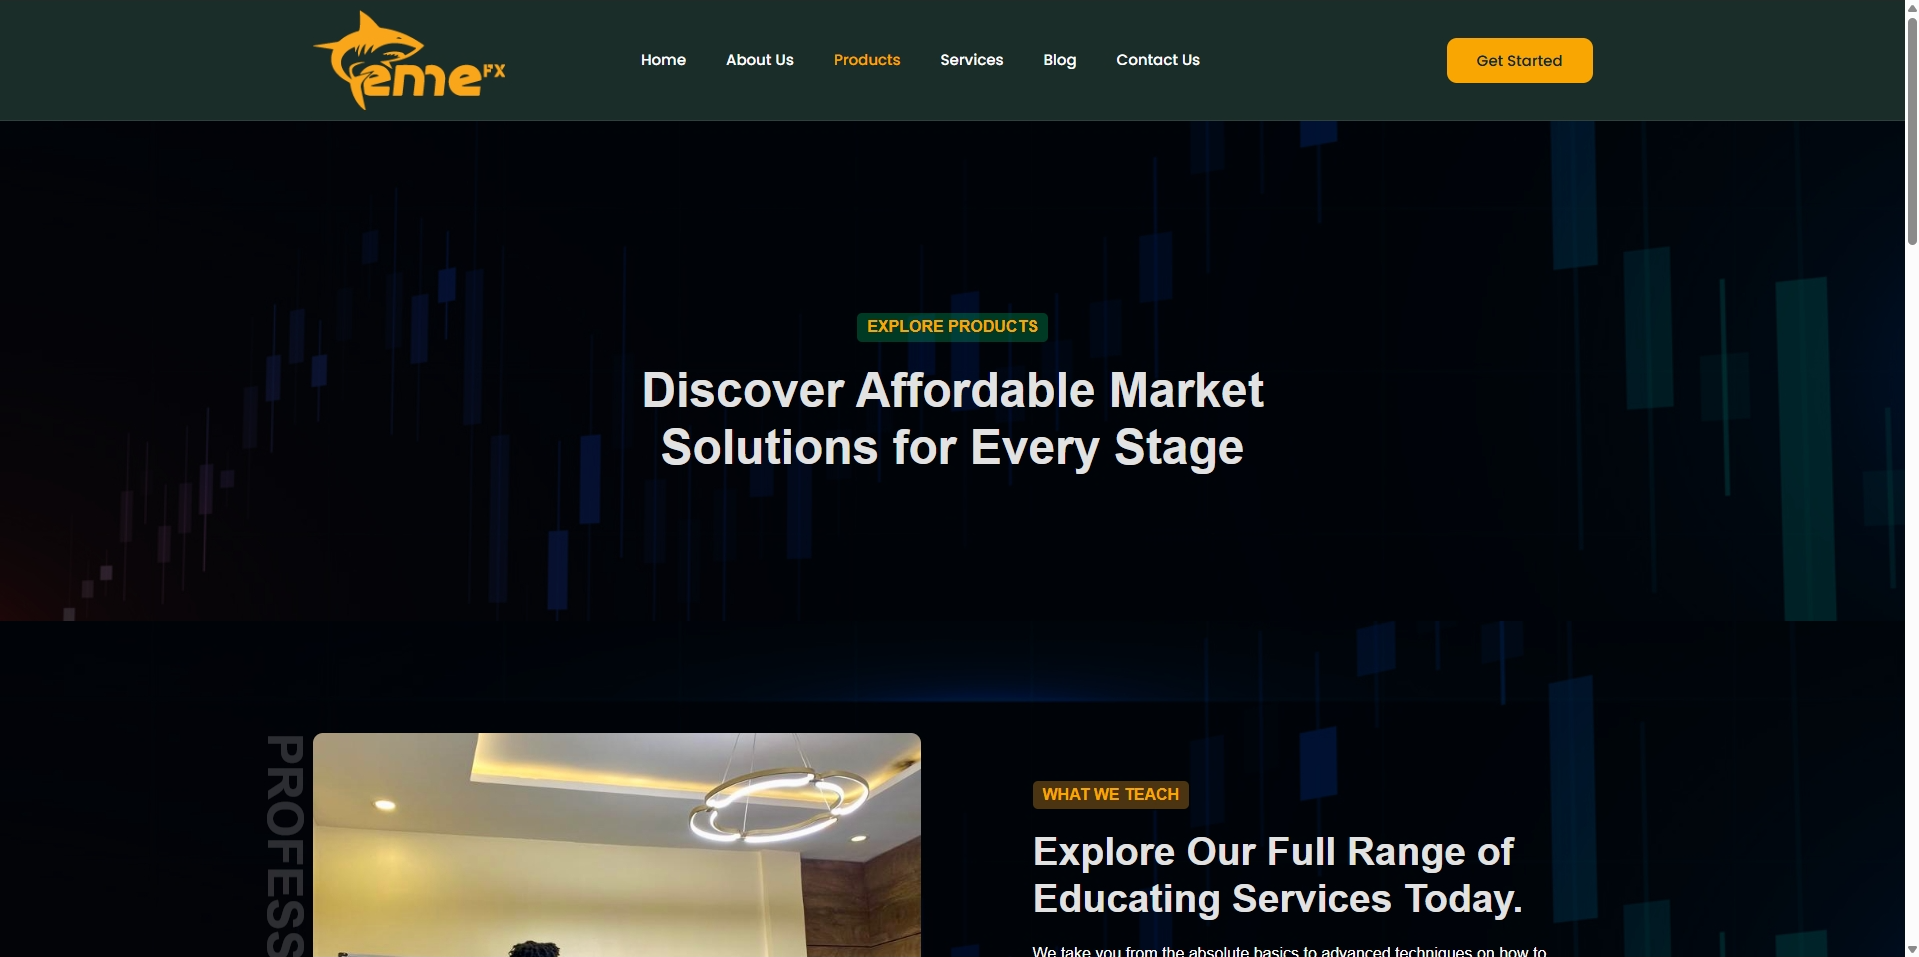 eme FX
Home
About Us
Products
Services
Blog
Contact Us
Get Started
EXPLORE PRODUCTS
Discover Affordable Market
Solutions for Every Stage
PROFESS
WHAT WE TEACH
Explore Our Full Range of
Educating Services Today.
We take you from the absolute basics to advanced techniques on how to